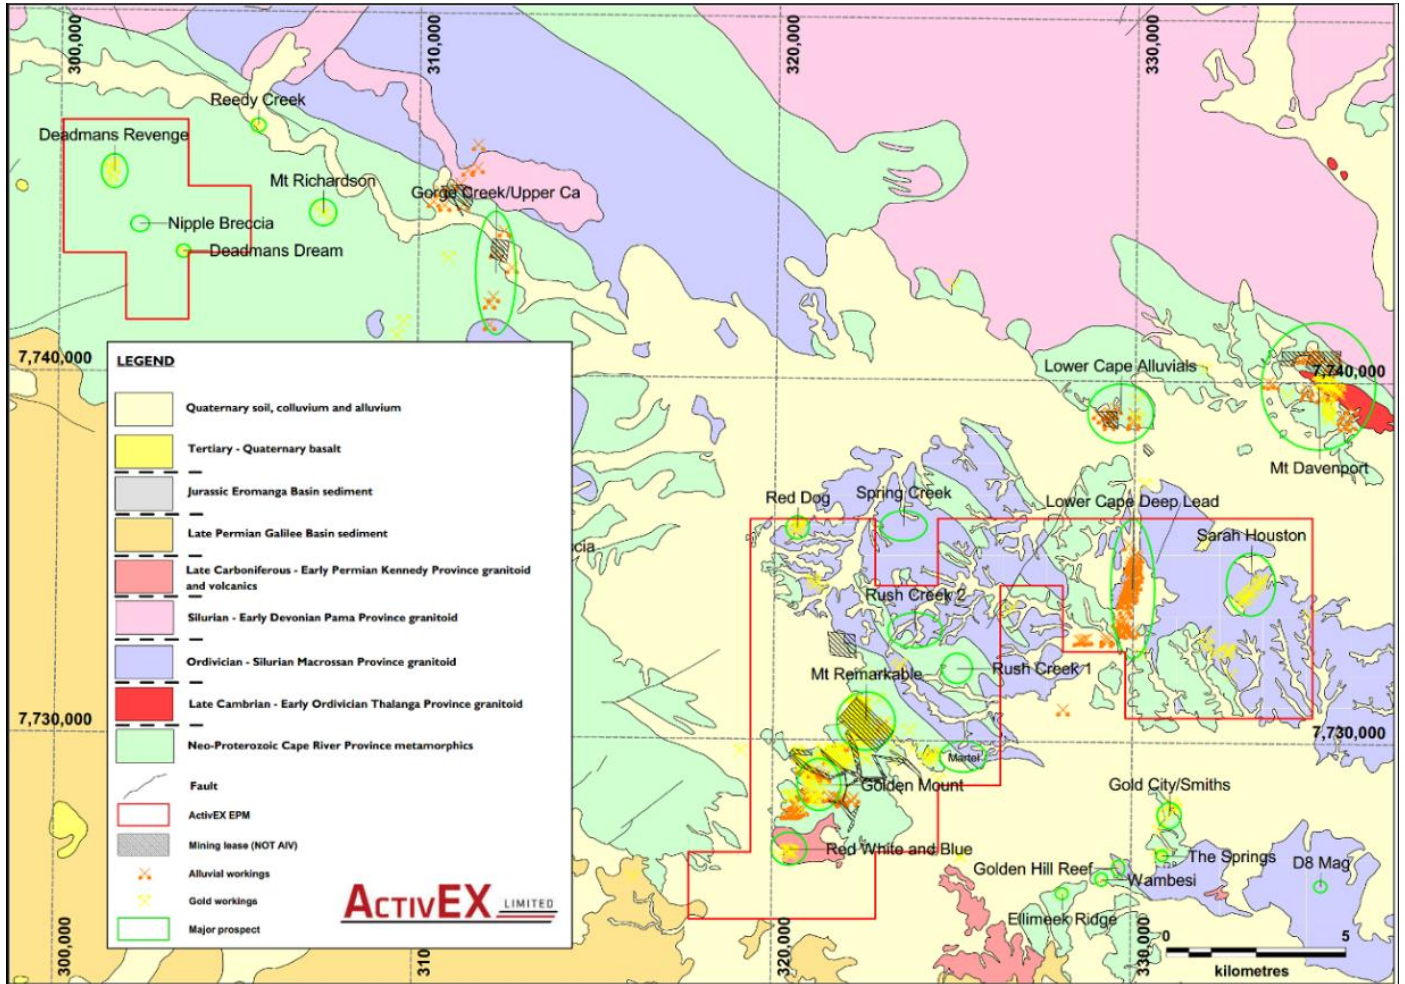 300,000
310,000
320,000
330,000
Reedy Creek
Deadmans Revenge
Mt Richardson
Gorge Creek/Upper Ca
Nipple Breccia
Deadmans Dream
7,740,000
7,740,000
Lower Cape Alluvials
Mt Davenport
LEGEND
Quaternary soil, colluvium and alluvium
Tertiary - Quaternary basalt
Jurassic Eromanga Basin sediment
Late Permian Galilee Basin sediment
Late Carboniferous - Early Permian Kennedy Province granitoid
and volcanics
Silurian - Early Devonian Pama Province granitoid
Ordivician - Silurian Macrossan Province granitoid
Late Cambrian - Early Ordivician Thalanga Province granitoid
Neo-Proterozoic Cape River Province metamorphics
Fault
ActivEX EPM
Mining lease (NOT AIV)
Alluvial workings
Gold workings
Major prospect
ACTIVEX LIMITED
cia
Red Dog
Spring Creek
Lower Cape Deep Lead
Sarah Houston
Rush Creek 2
Rush Creek 1
Mt Remarkable
7,730,000
7,730,000
Martel
Golden Mount
Gold City/Smiths
Red White and Blue
Golden Hill Reef
The Springs
D8 Mag
Wambesi
Ellimeek Ridge
300,000
310
320,000
330,000
0
5
kilometres